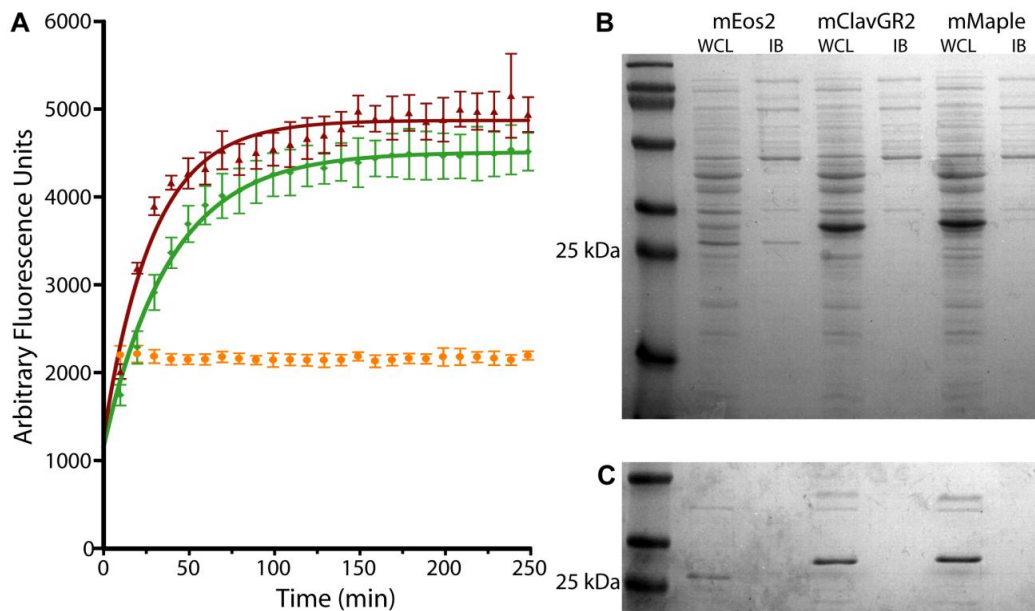 A
Arbitrary Fluorescence Units
6000
5000
4000
3000
2000
1000
0
0 50 100 150 200 250
Time (min)
B
mEos2 mClavGR2 mMaple
WCL IB WCL IB WCL IB
25 kDa
C
25 kDa